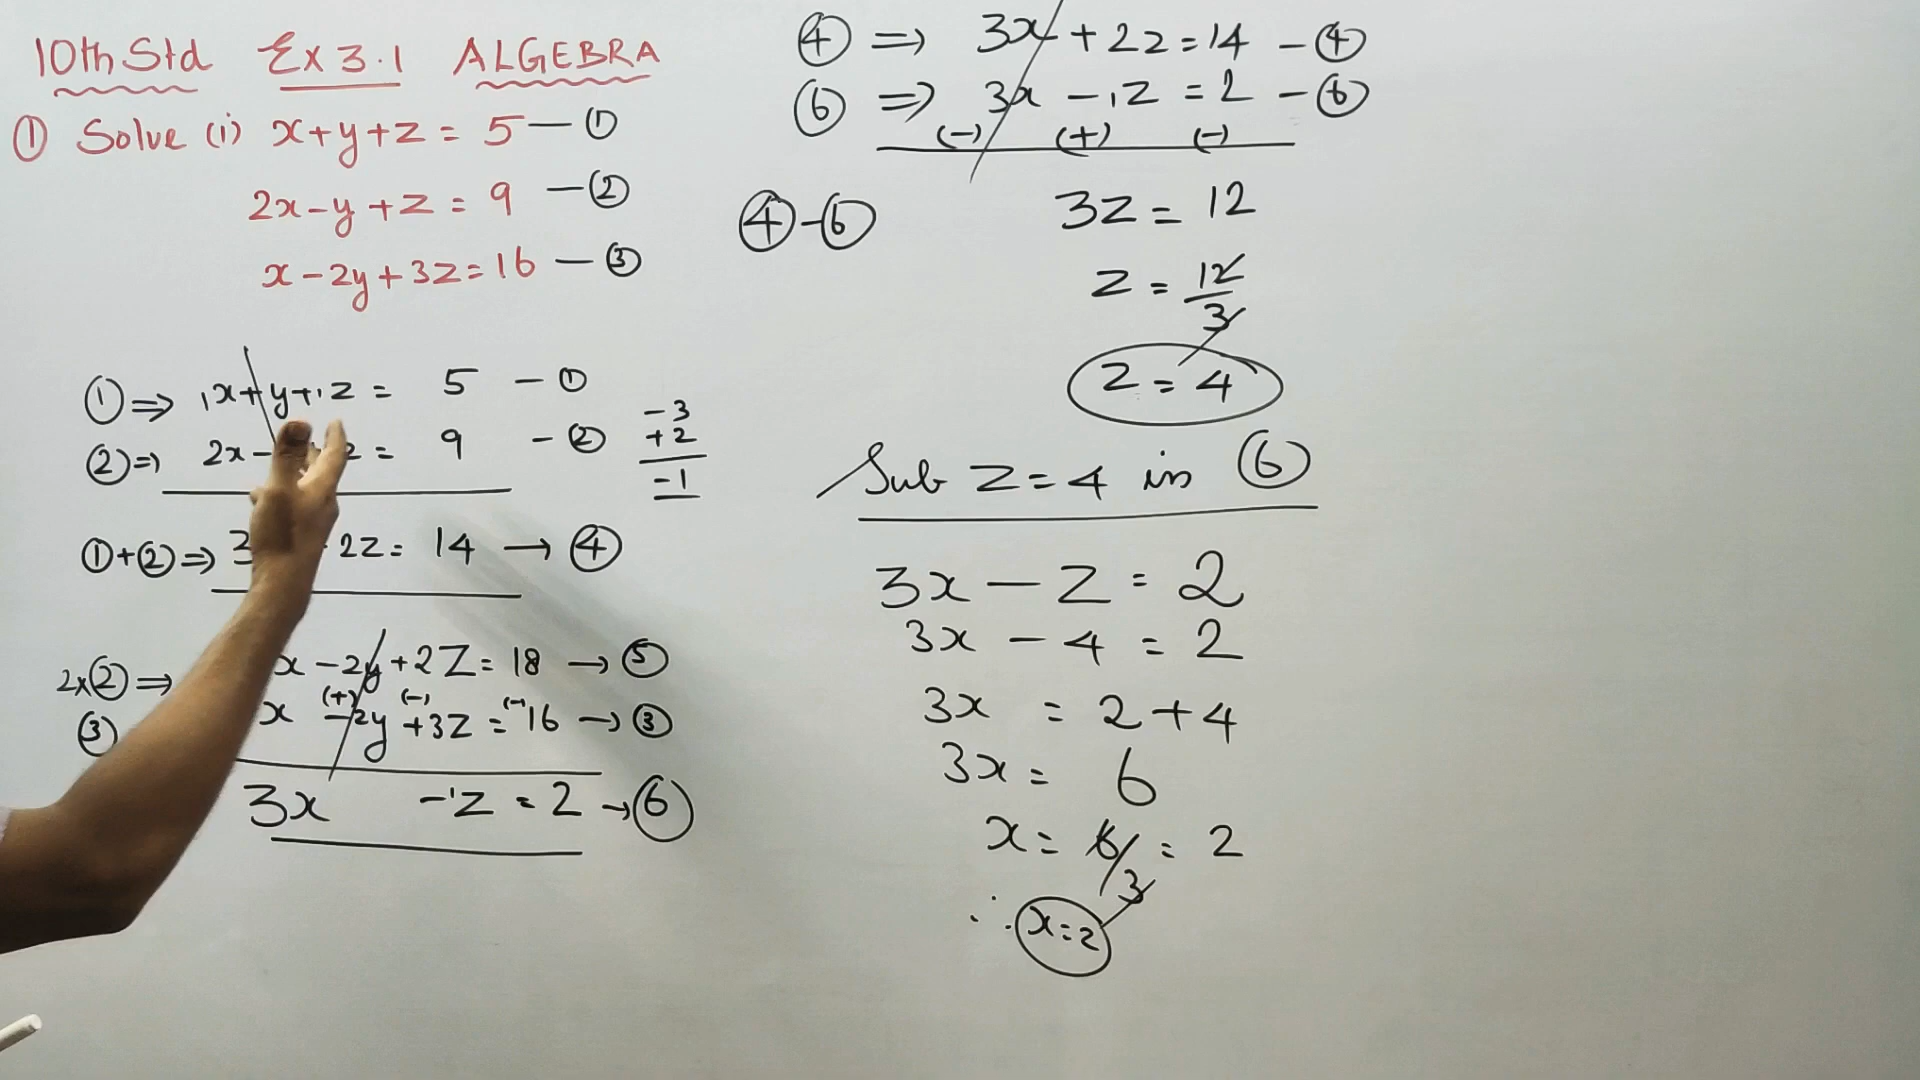 10th Std Ex 3.1 ALGEBRA
① Solve (i) x+y+z = 5 — ①
2x-y+z = 9 — ②
x-2y+3z=16 — ③
①⇒ 1x+y+1z = 5 — ①
②⇒ 2x- z = 9 — ②
-3
+2
-1
①+②⇒ 3 2z = 14 → ④
2x②⇒ x-2y+2z=18 → ⑤
③ x -2y +3z = 16 → ③
(+) (-) (-)
3x -1z = 2 → ⑥
④ ⇒ 3x + 2z = 14 — ④
⑥ ⇒ 3x -1z = 2 — ⑥
(-) (+) (-)
④-⑥ 3z = 12
z = 12/3
z = 4
Sub z=4 in ⑥
3x - z = 2
3x - 4 = 2
3x = 2+4
3x = 6
x = 6/3 = 2
∴ x=2